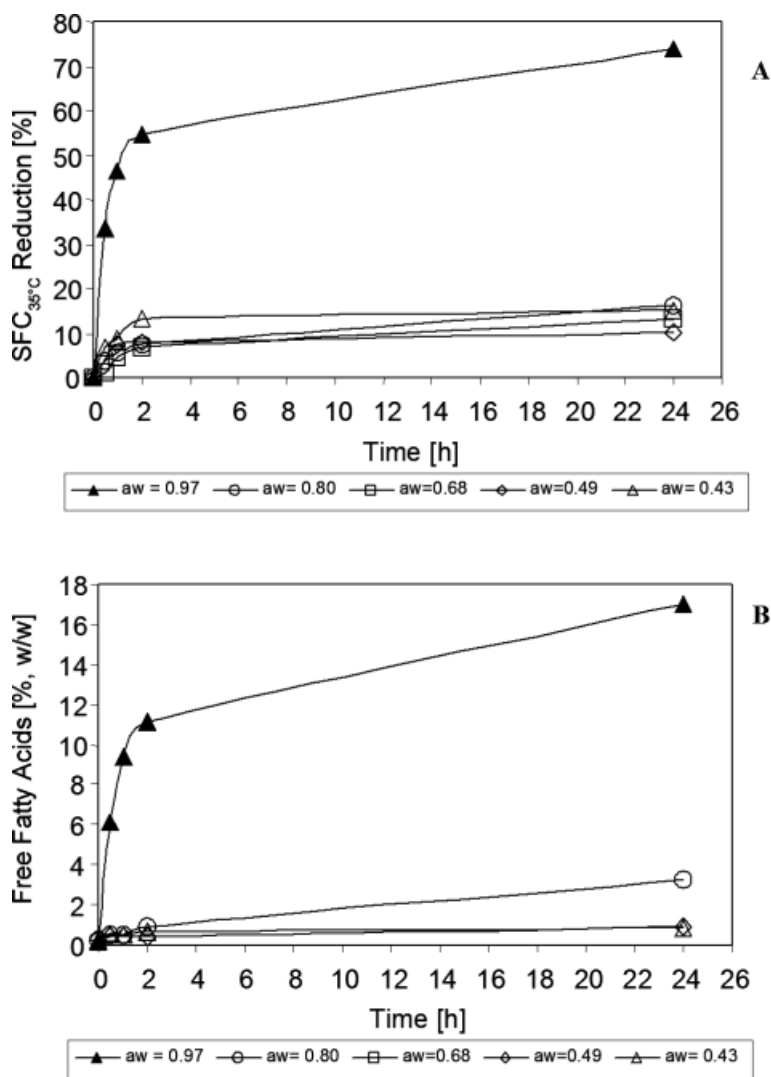 80
A
70
60
50
40
30
20
10
0
SFC35°C Reduction [%]
0 2 4 6 8 10 12 14 16 18 20 22 24 26
Time [h]
aw = 0.97 aw= 0.80 aw=0.68 aw=0.49 aw= 0.43
18
B
16
14
12
10
8
6
4
2
0
Free Fatty Acids [%, w/w]
0 2 4 6 8 10 12 14 16 18 20 22 24 26
Time [h]
aw = 0.97 aw= 0.80 aw=0.68 aw=0.49 aw= 0.43